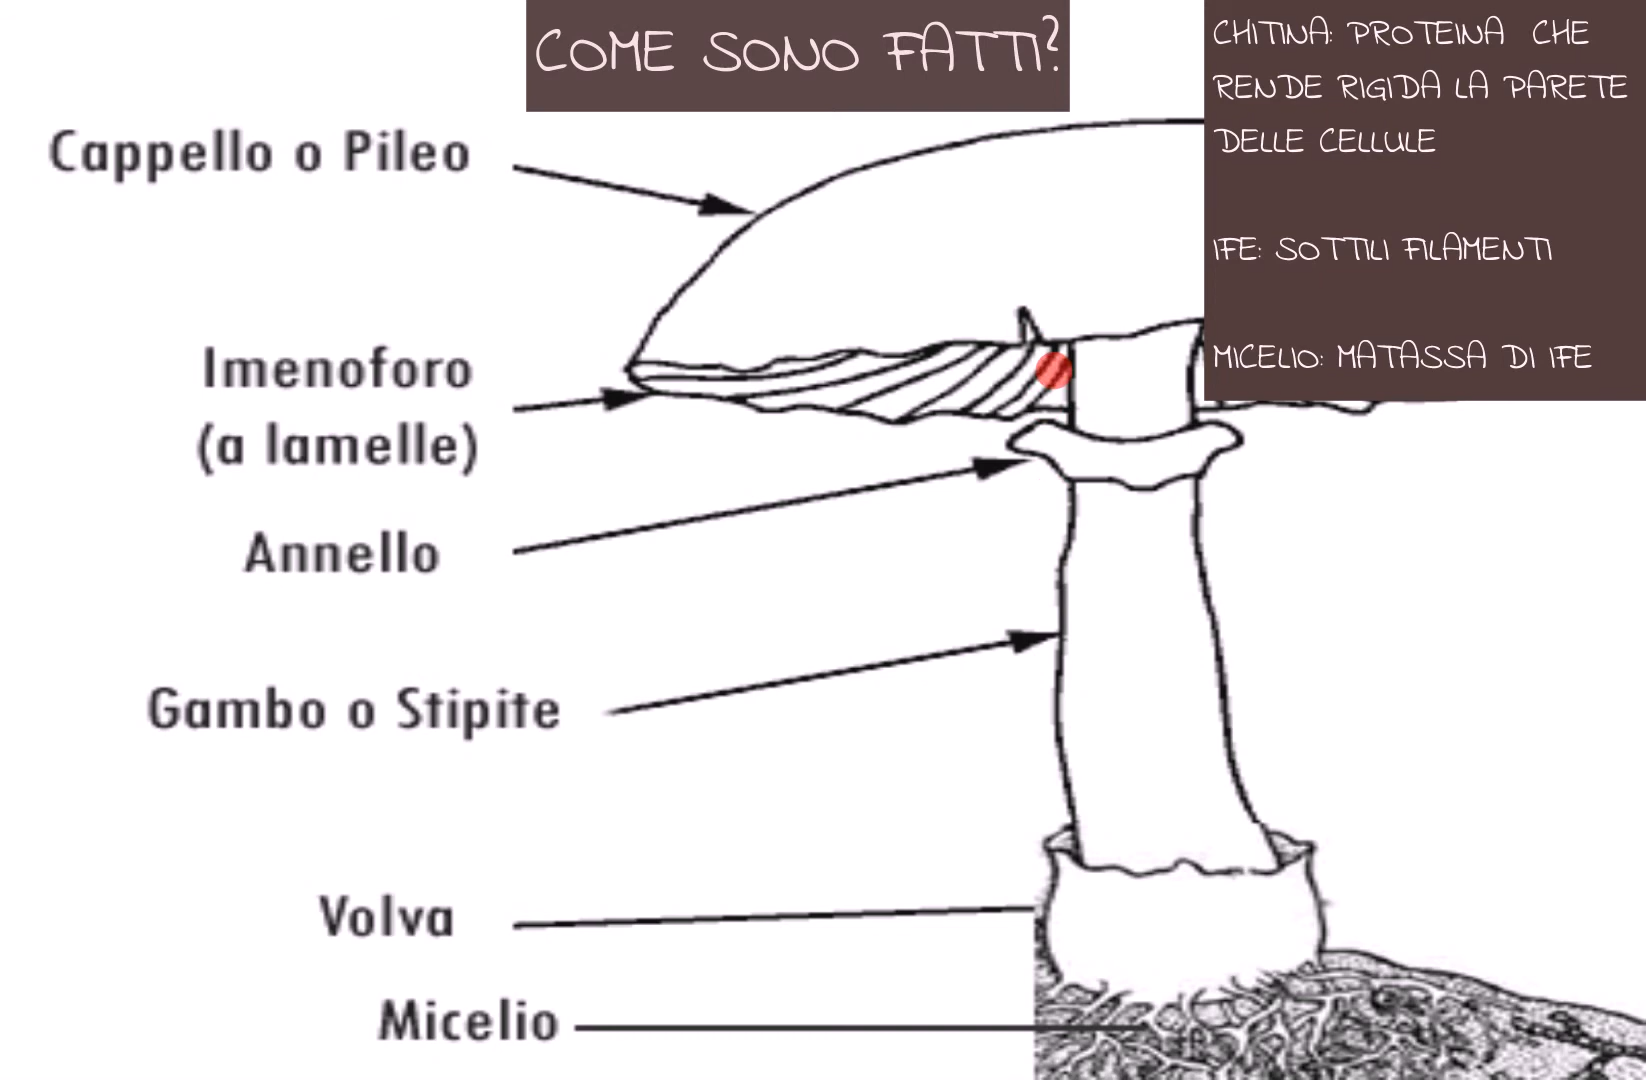 COME SONO FATTI?
CHITINA: PROTEINA CHE
RENDE RIGIDA LA PARETE
DELLE CELLULE
IFE: SOTTILI FILAMENTI
MICELIO: MATASSA DI IFE
Cappello o Pileo
Imenoforo
(a lamelle)
Annello
Gambo o Stipite
Volva
Micelio